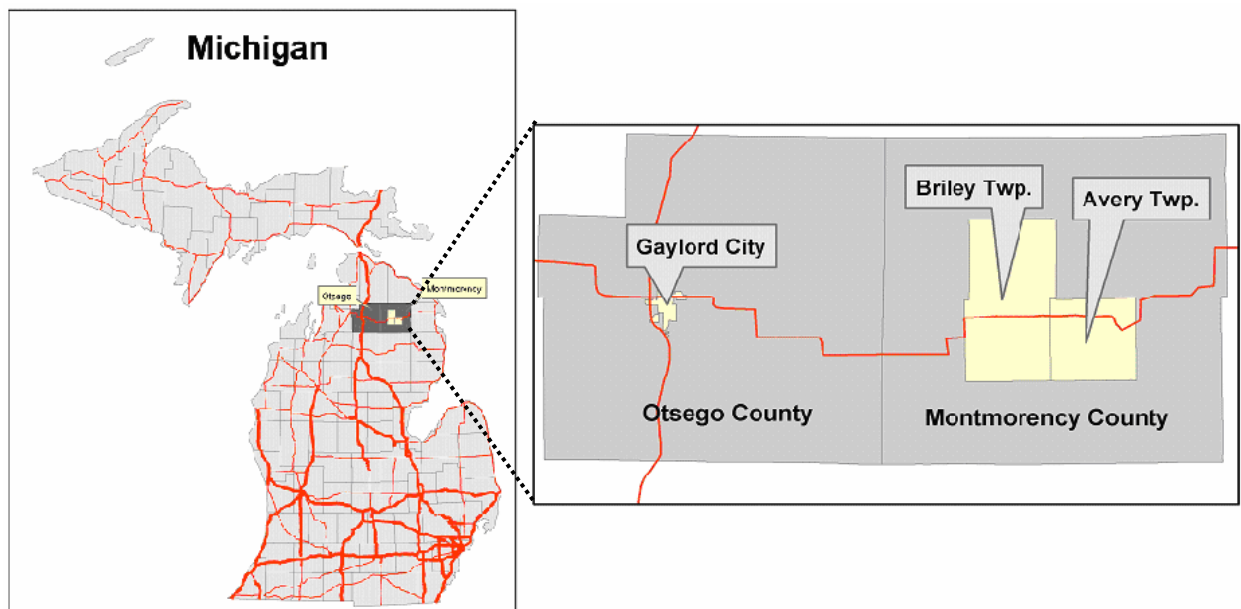 Michigan
Otsego
Montmorency
Briley Twp.
Avery Twp.
Gaylord City
Otsego County
Montmorency County